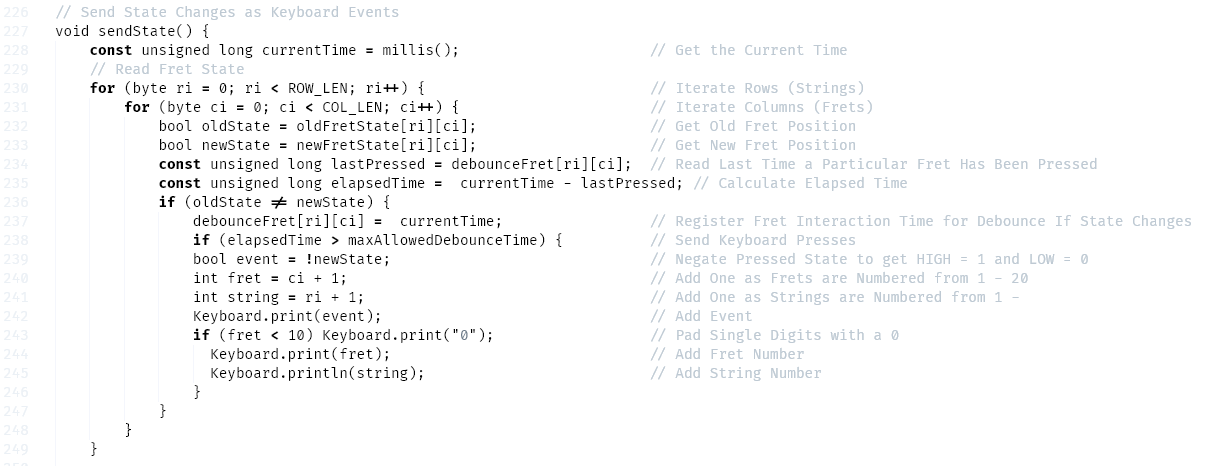 226 // Send State Changes as Keyboard Events
227 void sendState() {
228 const unsigned long currentTime = millis(); // Get the Current Time
229 // Read Fret State
230 for (byte ri = 0; ri < ROW_LEN; ri++) { // Iterate Rows (Strings)
231 for (byte ci = 0; ci < COL_LEN; ci++) { // Iterate Columns (Frets)
232 bool oldState = oldFretState[ri][ci]; // Get Old Fret Position
233 bool newState = newFretState[ri][ci]; // Get New Fret Position
234 const unsigned long lastPressed = debounceFret[ri][ci]; // Read Last Time a Particular Fret Has Been Pressed
235 const unsigned long elapsedTime =  currentTime - lastPressed; // Calculate Elapsed Time
236 if (oldState != newState) {
237 debounceFret[ri][ci] =  currentTime; // Register Fret Interaction Time for Debounce If State Changes
238 if (elapsedTime > maxAllowedDebounceTime) { // Send Keyboard Presses
239 bool event = !newState; // Negate Pressed State to get HIGH = 1 and LOW = 0
240 int fret = ci + 1; // Add One as Frets are Numbered from 1 - 20
241 int string = ri + 1; // Add One as Strings are Numbered from 1 -
242 Keyboard.print(event); // Add Event
243 if (fret < 10) Keyboard.print("0"); // Pad Single Digits with a 0
244 Keyboard.print(fret); // Add Fret Number
245 Keyboard.println(string); // Add String Number
246 }
247 }
248 }
249 }